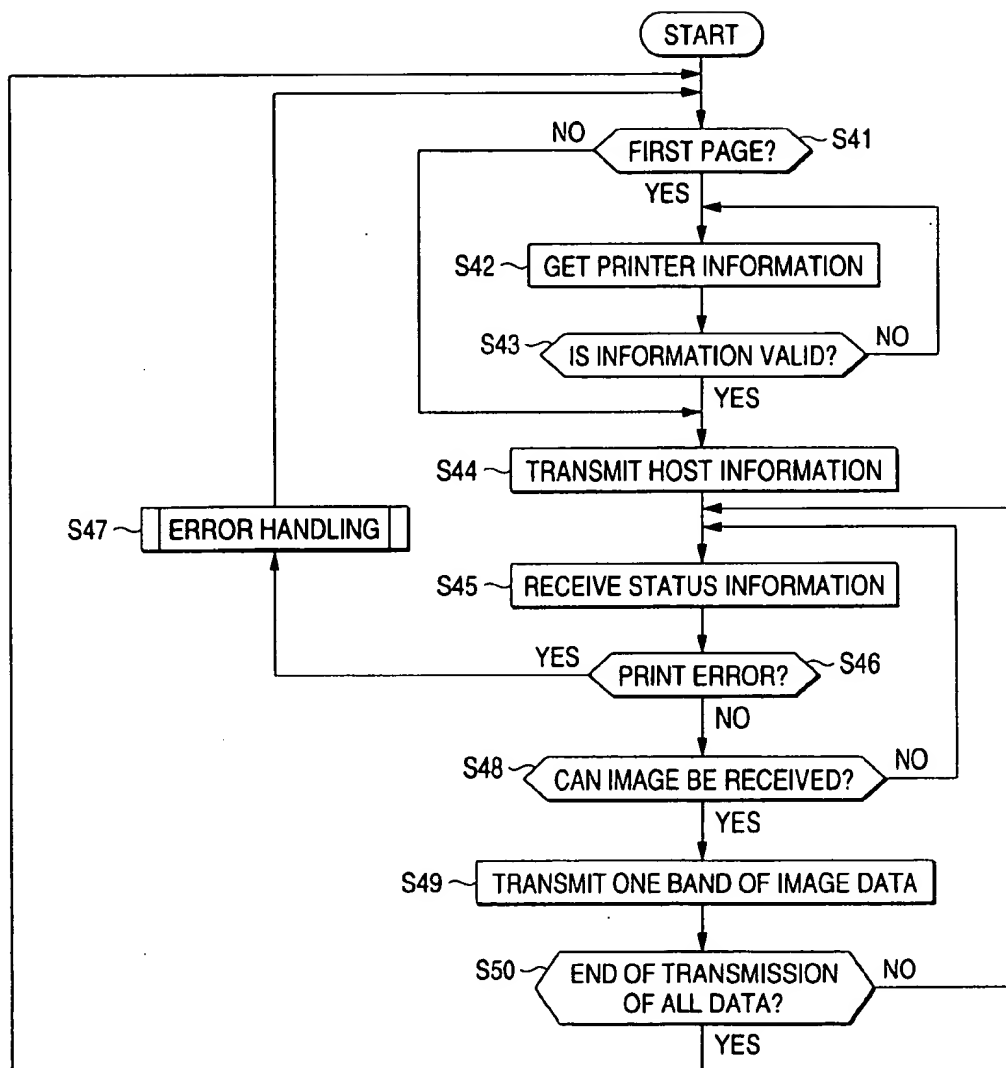 START
NO
FIRST PAGE?
S41
YES
S42
GET PRINTER INFORMATION
S43
IS INFORMATION VALID?
NO
YES
S44
TRANSMIT HOST INFORMATION
S47
ERROR HANDLING
S45
RECEIVE STATUS INFORMATION
YES
PRINT ERROR?
S46
NO
S48
CAN IMAGE BE RECEIVED?
NO
YES
S49
TRANSMIT ONE BAND OF IMAGE DATA
S50
END OF TRANSMISSION
OF ALL DATA?
NO
YES